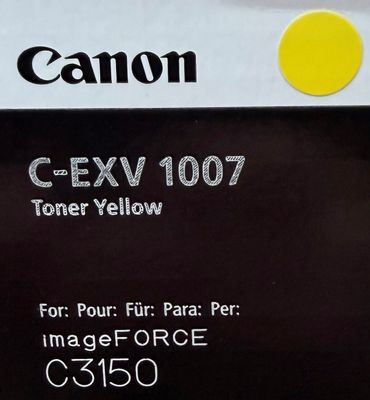 Canon
C-EXV 1007
Toner Yellow
For: Pour: Für: Para: Per:
imageFORCE
C3150